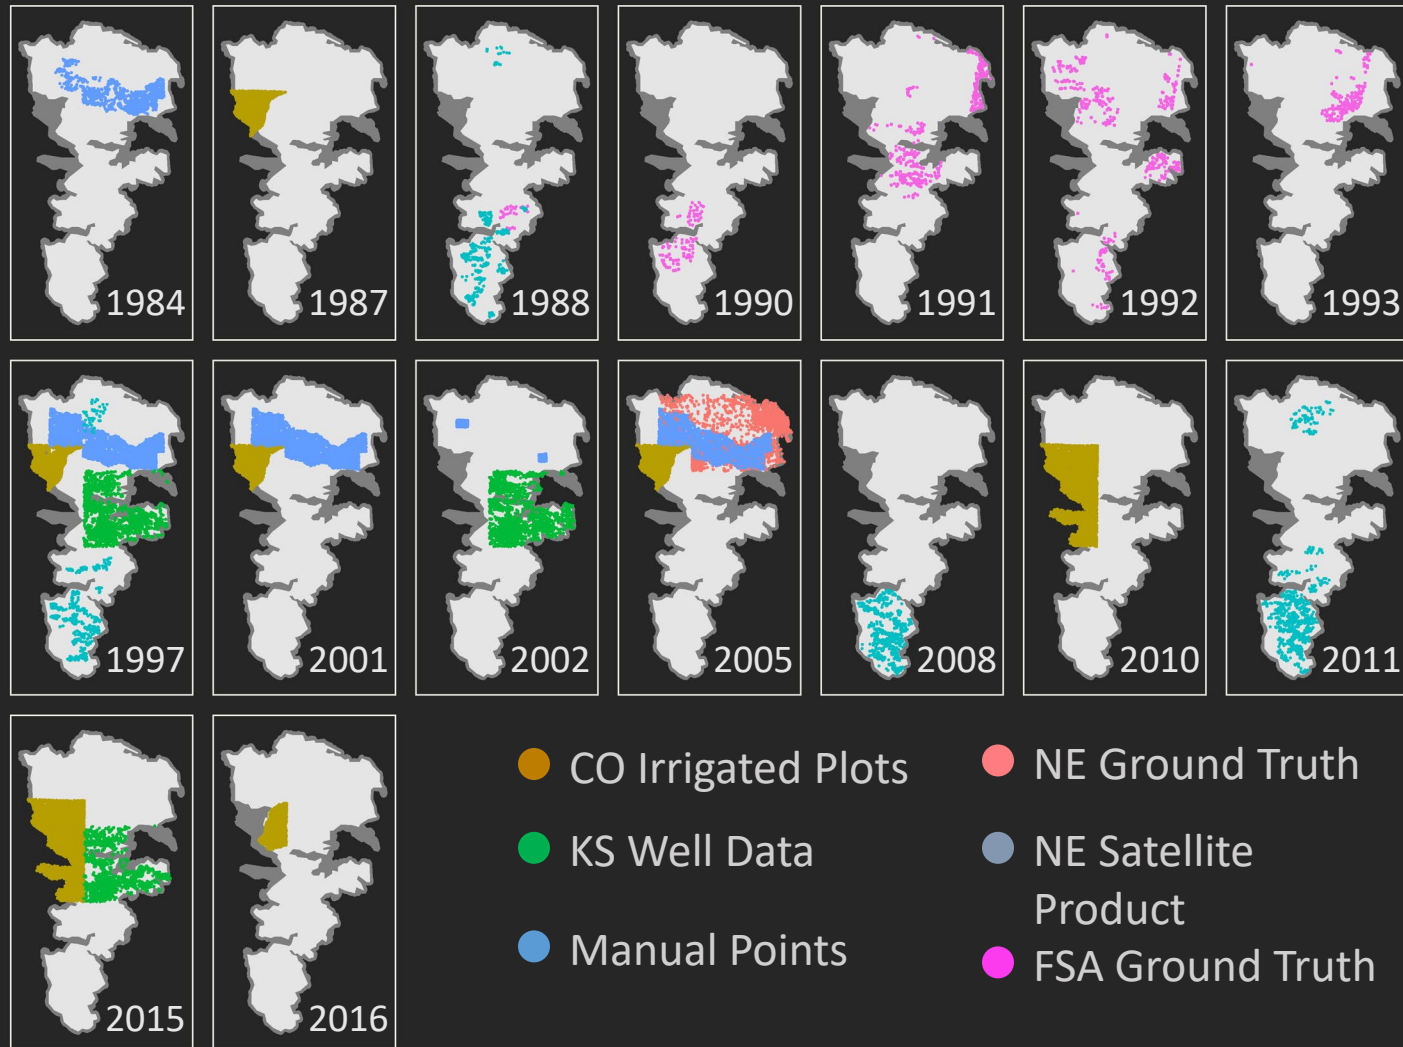 1984
1987
1988
1990
1991
1992
1993
1997
2001
2002
2005
2008
2010
2011
2015
2016
CO Irrigated Plots
KS Well Data
Manual Points
NE Ground Truth
NE Satellite
Product
FSA Ground Truth